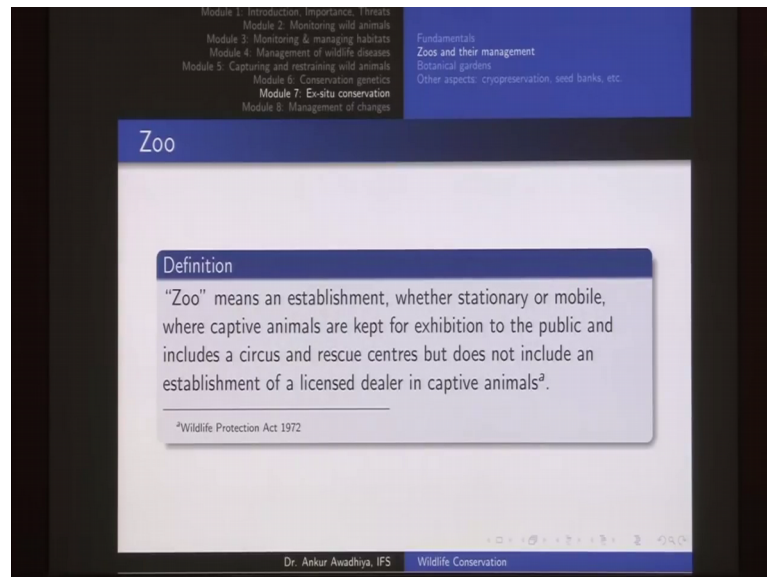 Module 1: Introduction, Importance, Threats
Module 2: Monitoring wild animals
Module 3: Monitoring & managing habitats
Module 4: Management of wildlife diseases
Module 5: Capturing and restraining wild animals
Module 6: Conservation genetics
Module 7: Ex-situ conservation
Module 8: Management of changes
Fundamentals
Zoos and their management
Botanical gardens
Other aspects: cryopreservation, seed banks, etc.
Zoo
Definition
“Zoo” means an establishment, whether stationary or mobile,
where captive animals are kept for exhibition to the public and
includes a circus and rescue centres but does not include an
establishment of a licensed dealer in captive animalsᵃ.
ᵃWildlife Protection Act 1972
Dr. Ankur Awadhiya, IFS
Wildlife Conservation